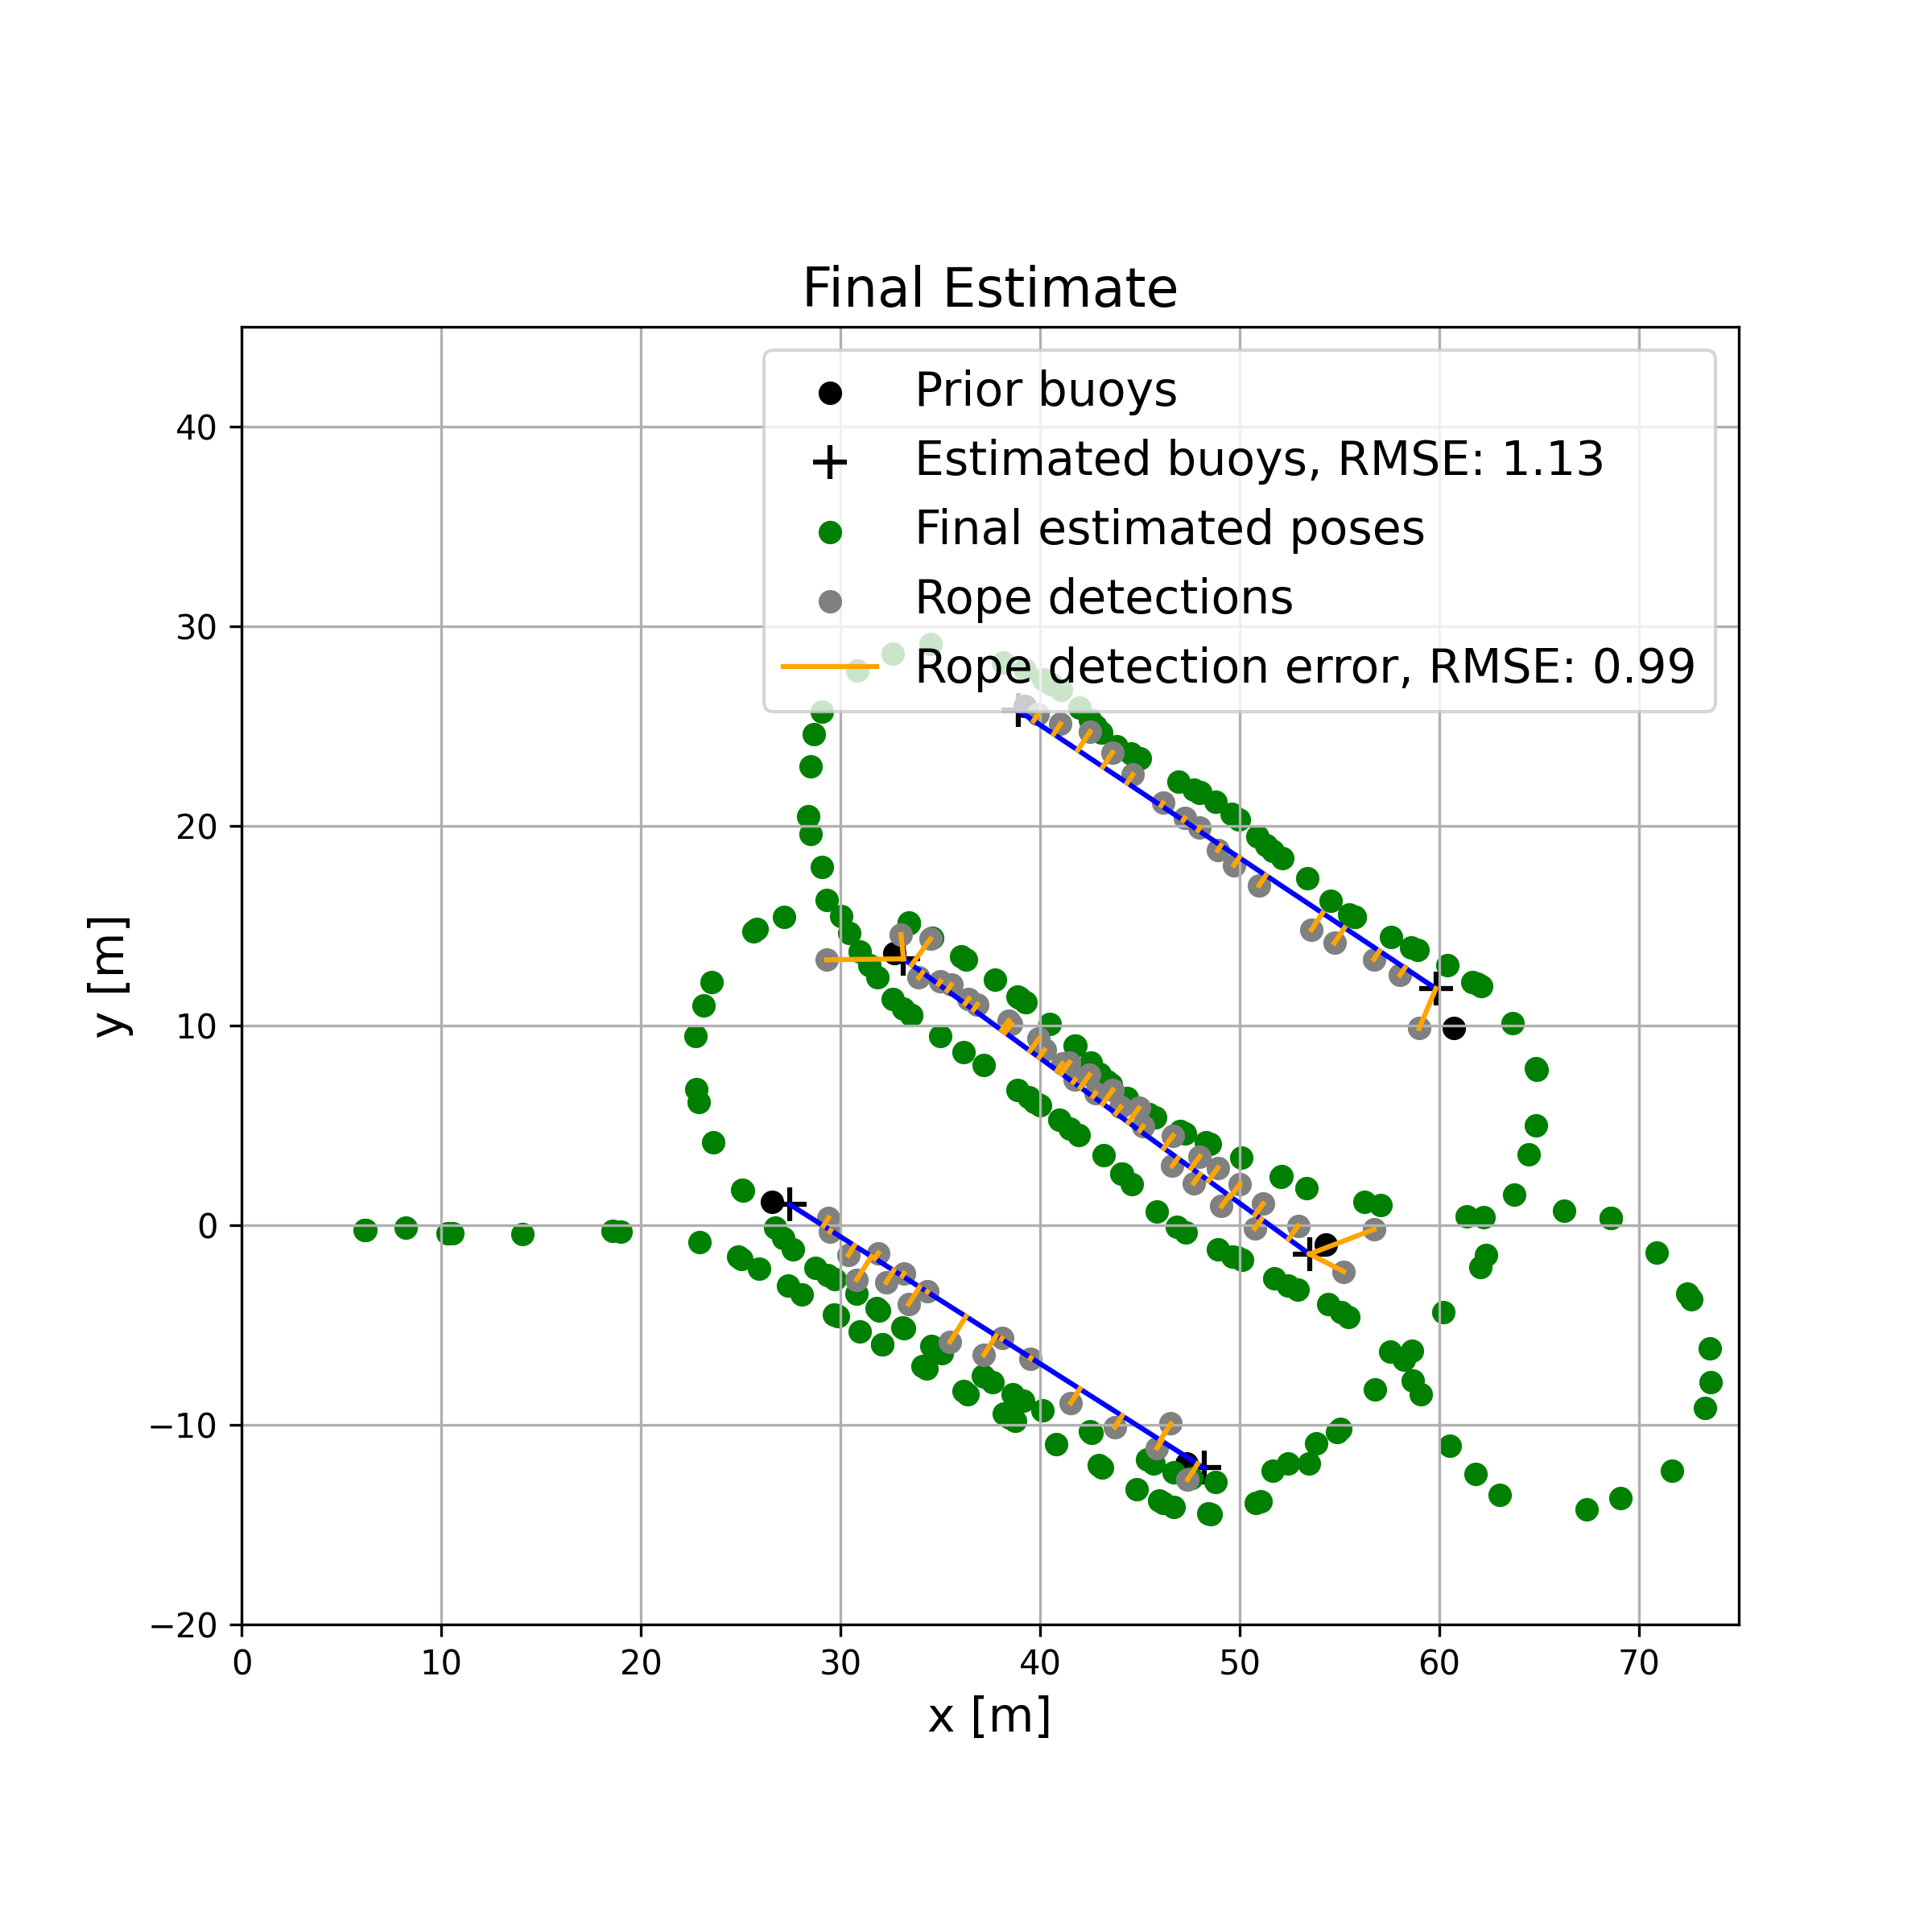 Final Estimate
Prior buoys
Estimated buoys, RMSE: 1.13
Final estimated poses
Rope detections
Rope detection error, RMSE: 0.99
40
30
20
10
0
−10
−20
y [m]
0 10 20 30 40 50 60 70
x [m]